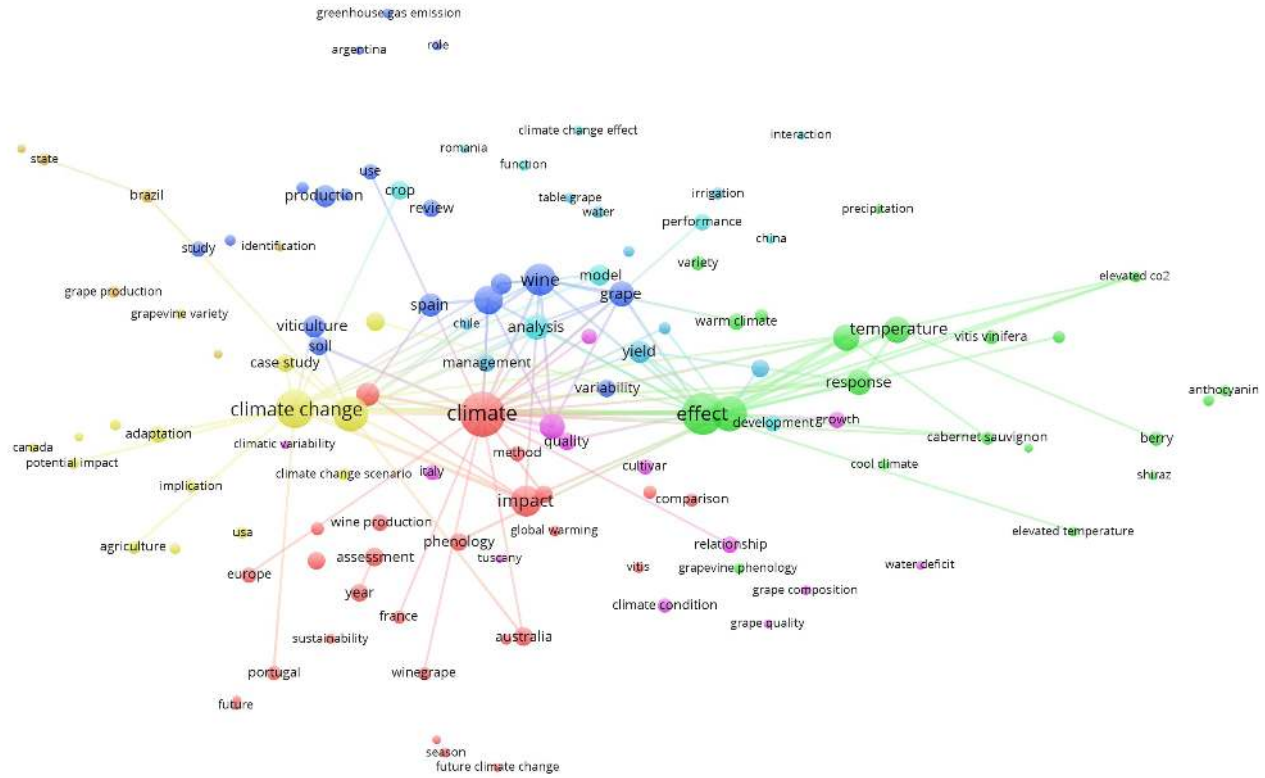 greenhouse gas emission
argentina
role
climate change effect
interaction
romania
state
function
brazil
use
production
crop
review
table grape
water
irrigation
performance
precipitation
study
identification
china
variety
model
elevated co2
grape production
wine
grape
spain
grapevine variety
viticulture
chile
analysis
warm climate
temperature
vitis vinifera
soil
case study
management
yield
variability
response
anthocyanin
climate change
climate
effect
development
growth
adaptation
climatic variability
quality
cabernet sauvignon
berry
canada
potential impact
method
climate change scenario
italy
cultivar
cool climate
shiraz
implication
impact
comparison
wine production
global warming
elevated temperature
usa
agriculture
phenology
relationship
assessment
tuscany
vitis
grapevine phenology
water deficit
europe
year
grape composition
climate condition
france
grape quality
sustainability
australia
portugal
winegrape
future
season
future climate change